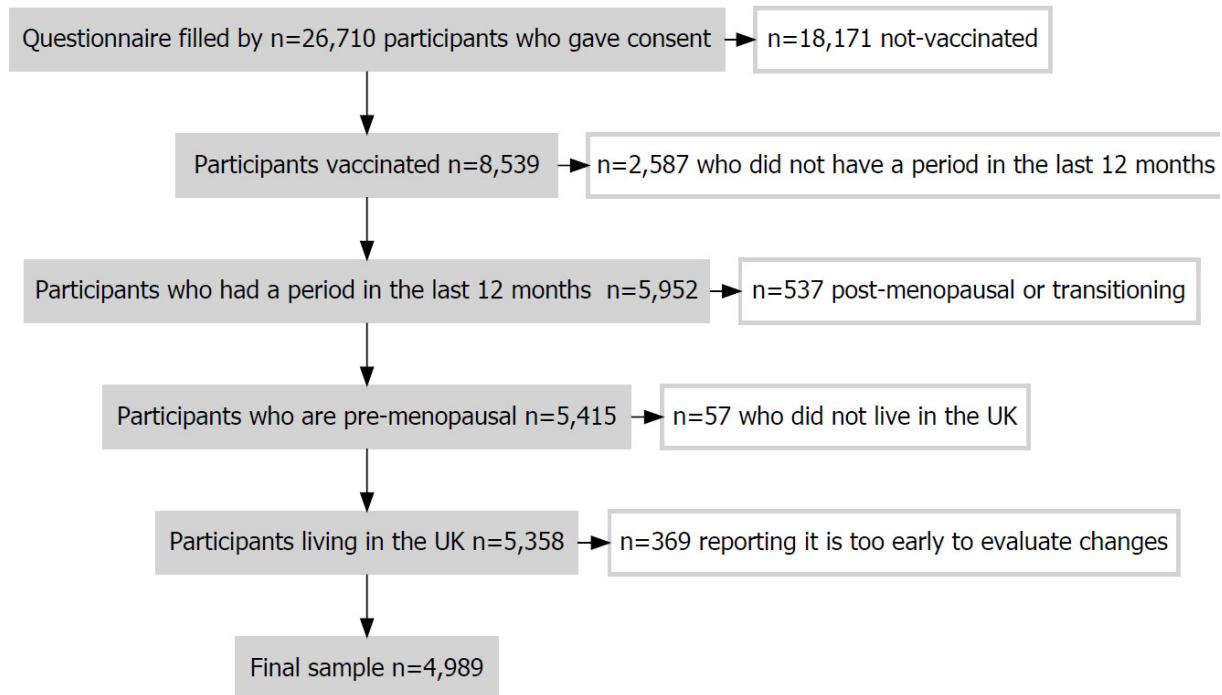 Questionnaire filled by n=26,710 participants who gave consent
n=18,171 not-vaccinated
Participants vaccinated n=8,539
n=2,587 who did not have a period in the last 12 months
Participants who had a period in the last 12 months  n=5,952
n=537 post-menopausal or transitioning
Participants who are pre-menopausal n=5,415
n=57 who did not live in the UK
Participants living in the UK n=5,358
n=369 reporting it is too early to evaluate changes
Final sample n=4,989